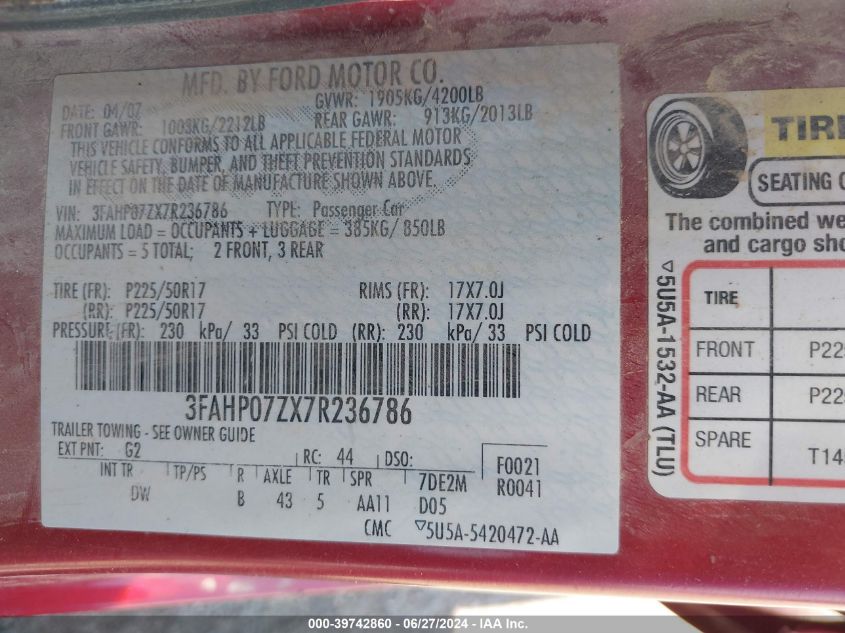 MFD. BY FORD MOTOR CO.
DATE: 04/07
GVWR: 1905KG/4200LB
FRONT GAWR: 1003KG/2212LB
REAR GAWR: 913KG/2013LB
THIS VEHICLE CONFORMS TO ALL APPLICABLE FEDERAL MOTOR
VEHICLE SAFETY, BUMPER, AND THEFT PREVENTION STANDARDS
IN EFFECT ON THE DATE OF MANUFACTURE SHOWN ABOVE.
VIN: 3FAHP07ZX7R236786 TYPE: Passenger Car
MAXIMUM LOAD = OCCUPANTS + LUGGAGE = 385KG/ 850LB
OCCUPANTS = 5 TOTAL; 2 FRONT, 3 REAR
TIRE (FR): P225/50R17 RIMS (FR): 17X7.0J
(RR): P225/50R17 (RR): 17X7.0J
PRESSURE(FR): 230 kPa/ 33 PSI COLD (RR): 230 kPa/ 33 PSI COLD
3FAHP07ZX7R236786
TRAILER TOWING - SEE OWNER GUIDE
EXT PNT: G2 RC: 44 DSO: F0021
INT TR TP/PS R AXLE TR SPR 7DE2M R0041
DW B 43 5 AA11 D05
CMC 5U5A-5420472-AA
TIRE
SEATING
The combined we
and cargo sho
5U5A-1532-AA (TLU)
TIRE
FRONT P225
REAR P225
SPARE T14
000-39742860 - 06/27/2024 - IAA Inc.